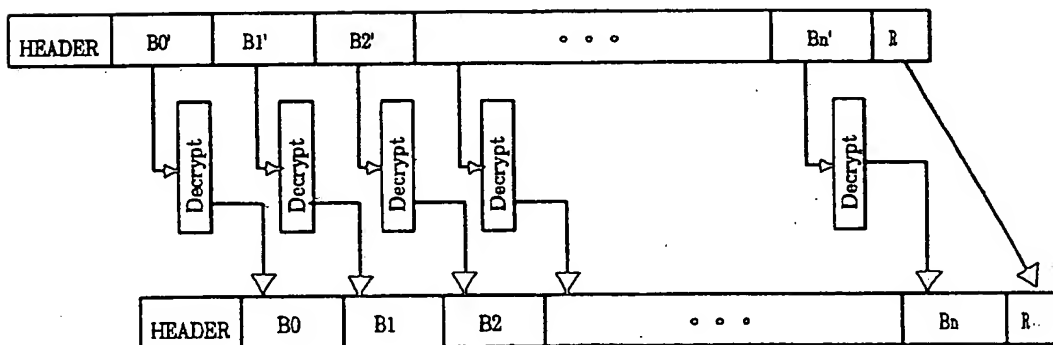 HEADER B0' B1' B2' ∘ ∘ ∘ Bn' R
Decrypt Decrypt Decrypt Decrypt Decrypt
HEADER B0 B1 B2 ∘ ∘ ∘ Bn R